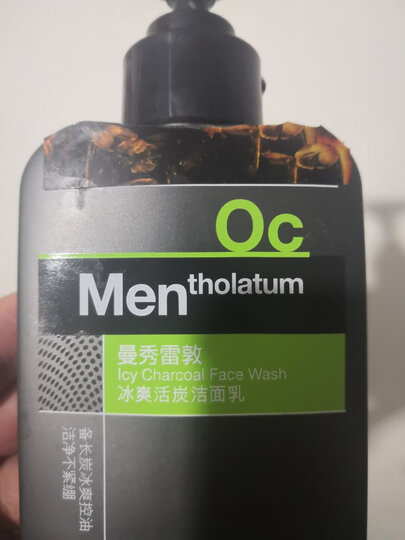 Oc
Mentholatum
曼秀雷敦
Icy Charcoal Face Wash
冰爽活炭洁面乳
备长炭冰爽控油
洁净不紧绷